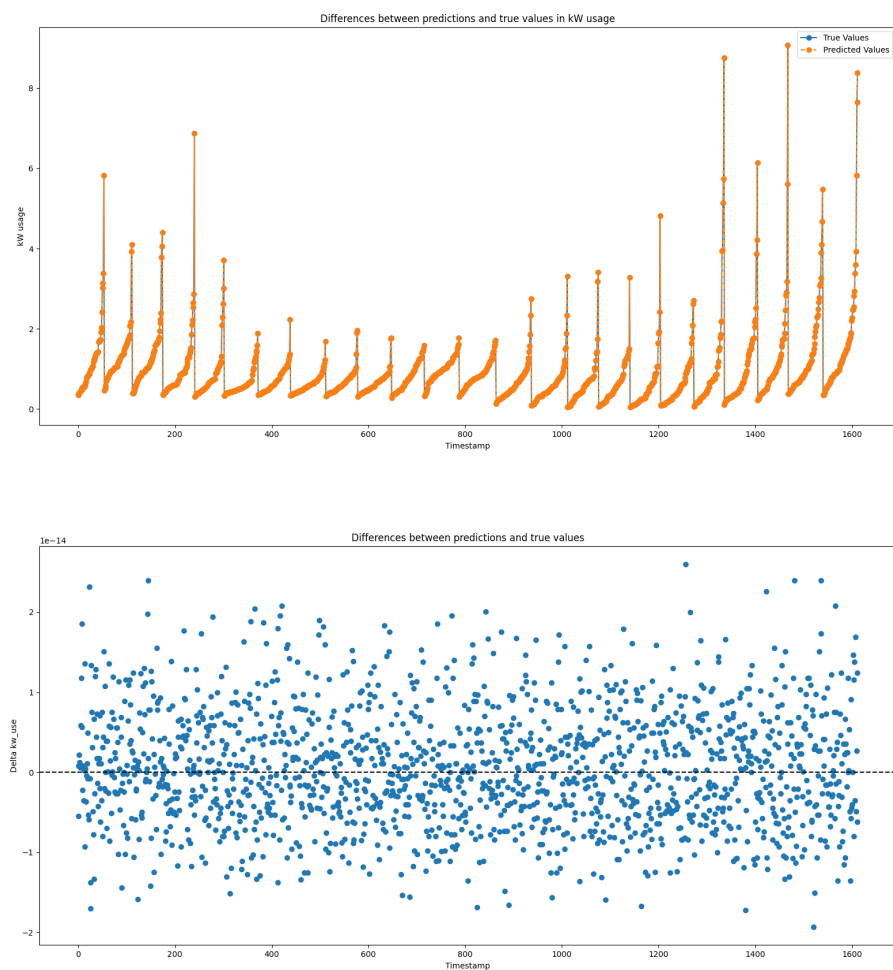 Differences between predictions and true values in kW usage
True Values
Predicted Values
8
6
4
2
0
kW usage
0 200 400 600 800 1000 1200 1400 1600
Timestamp
1e−14
Differences between predictions and true values
2
1
0
−1
−2
Delta kw_use
0 200 400 600 800 1000 1200 1400 1600
Timestamp